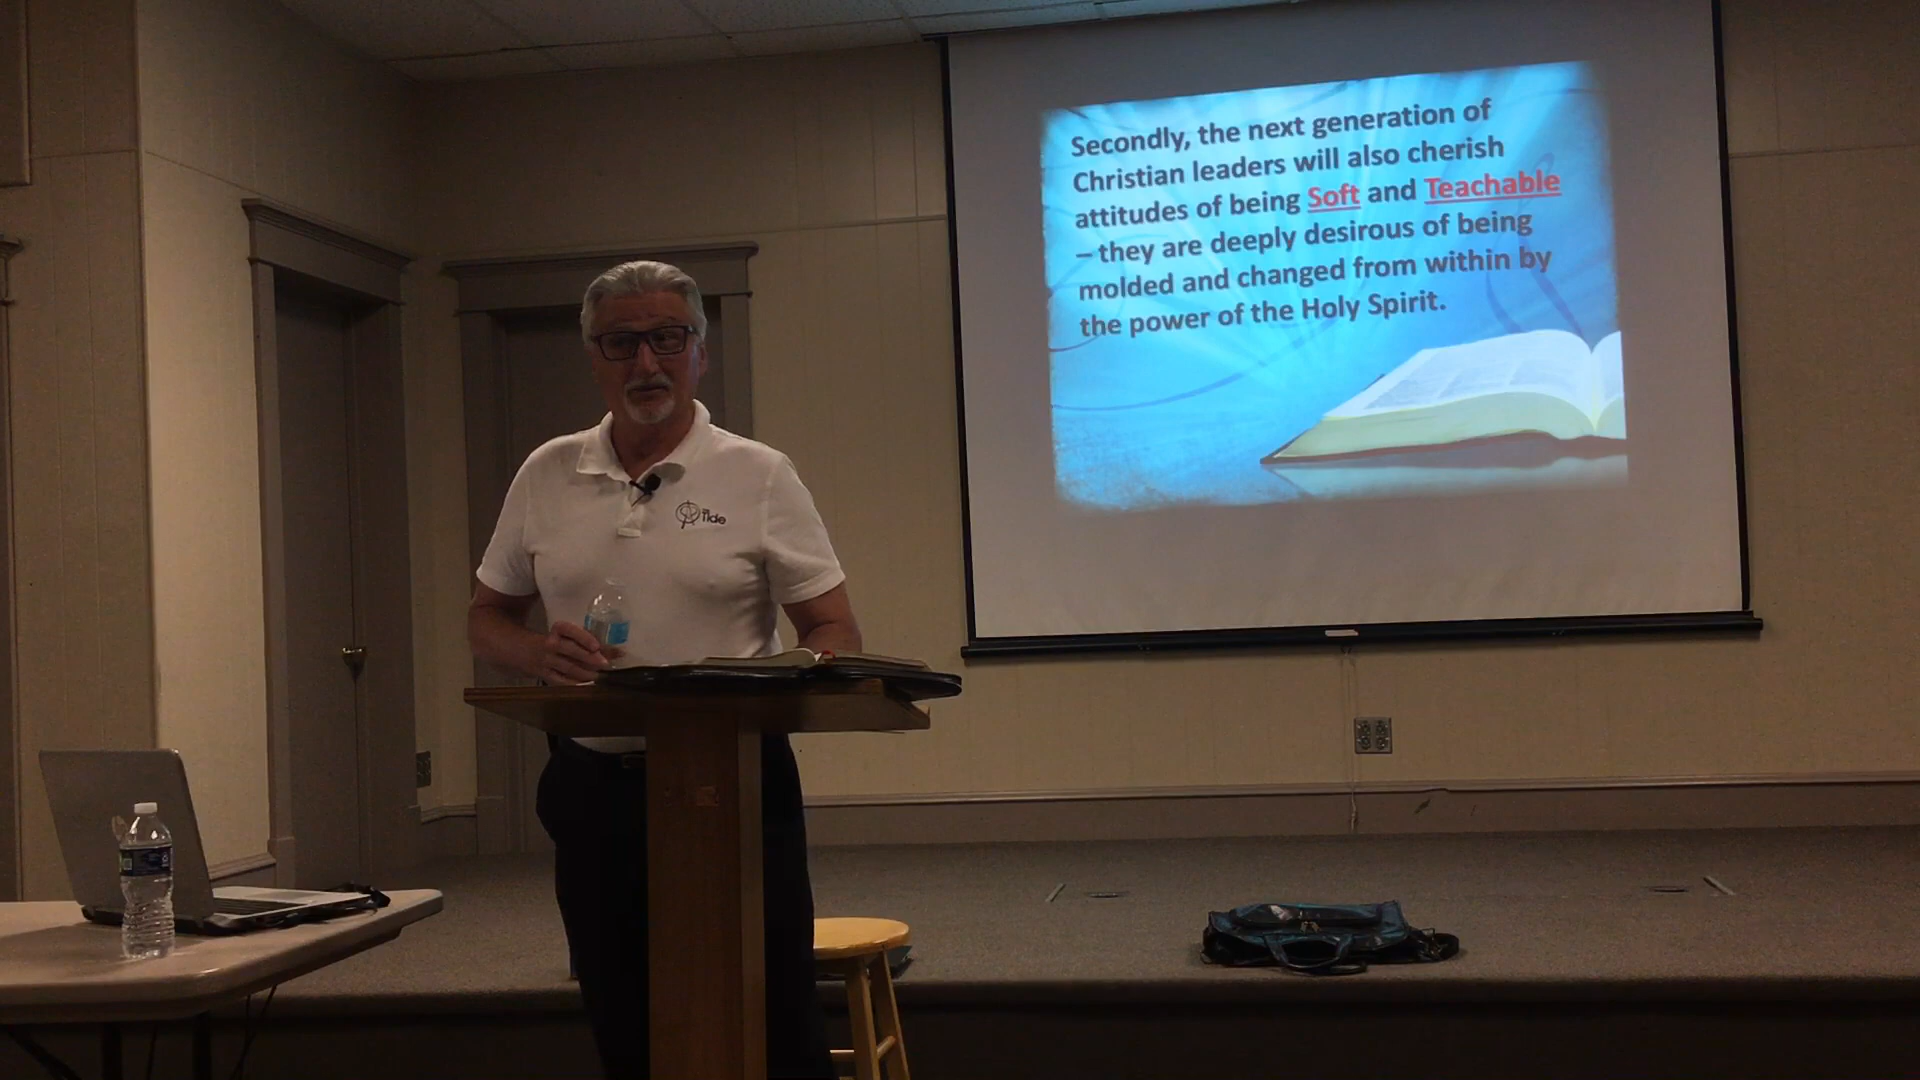 Secondly, the next generation of
Christian leaders will also cherish
attitudes of being Soft and Teachable
– they are deeply desirous of being
molded and changed from within by
the power of the Holy Spirit.
Tide